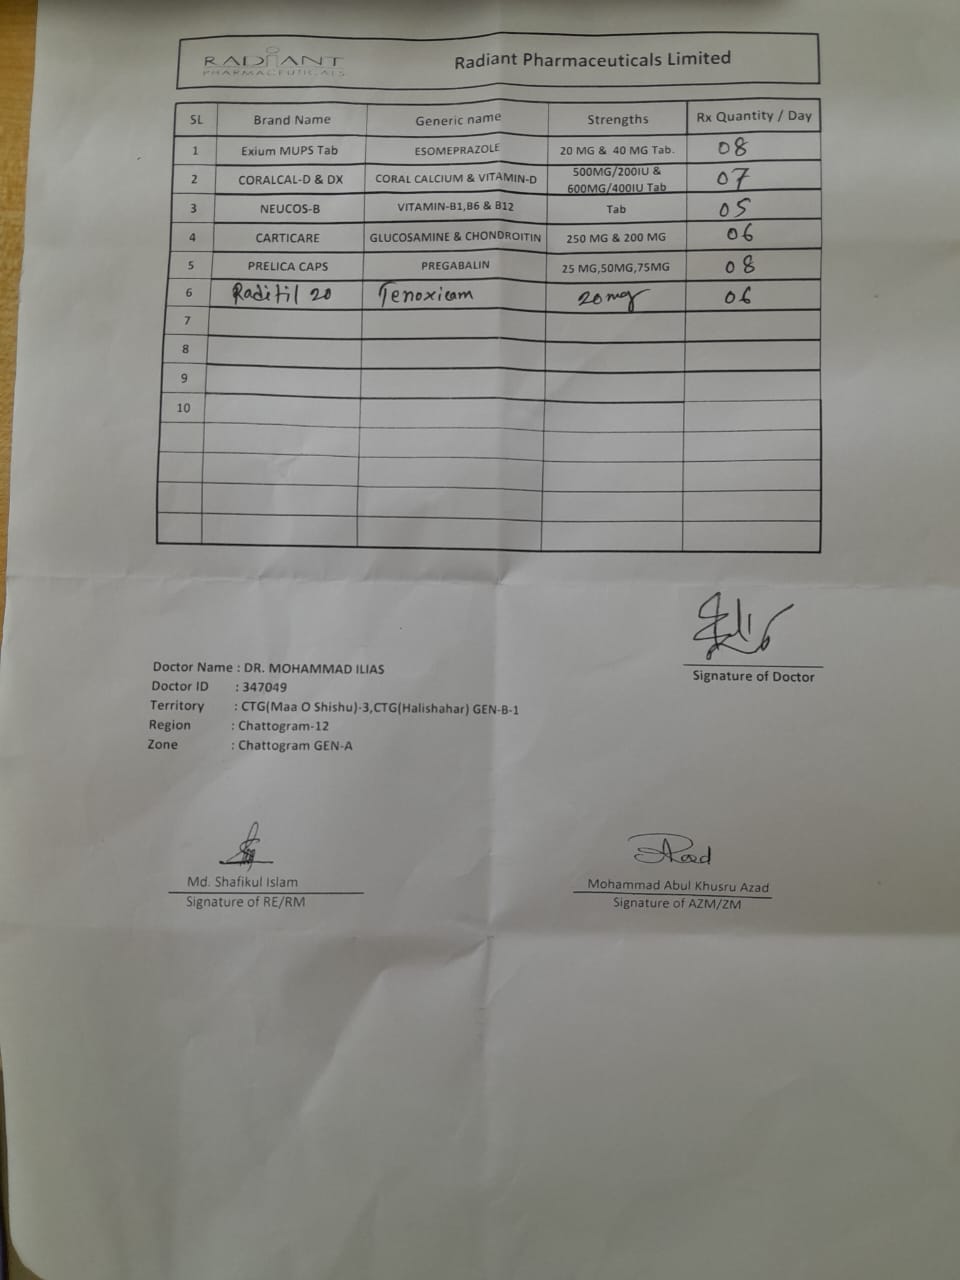 RADIANT
PHARMACEUTICALS
Radiant Pharmaceuticals Limited
SL Brand Name Generic name Strengths Rx Quantity / Day
1 Exium MUPS Tab ESOMEPRAZOLE 20 MG & 40 MG Tab. 08
2 CORALCAL-D & DX CORAL CALCIUM & VITAMIN-D 500MG/200IU & 600MG/400IU Tab 07
3 NEUCOS-B VITAMIN-B1,B6 & B12 Tab 05
4 CARTICARE GLUCOSAMINE & CHONDROITIN 250 MG & 200 MG 06
5 PRELICA CAPS PREGABALIN 25 MG,50MG,75MG 08
6 Raditil 20 Tenoxicam 20mg 06
7
8
9
10
Signature of Doctor
Doctor Name : DR. MOHAMMAD ILIAS
Doctor ID : 347049
Territory : CTG(Maa O Shishu)-3,CTG(Halishahar) GEN-B-1
Region : Chattogram-12
Zone : Chattogram GEN-A
Azad
Md. Shafikul Islam
Signature of RE/RM
Mohammad Abul Khusru Azad
Signature of AZM/ZM